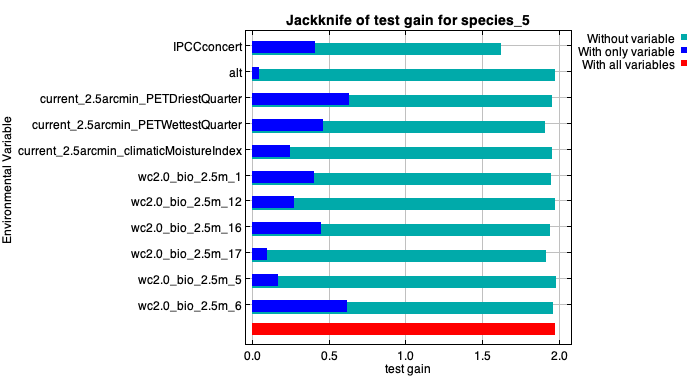 Jackknife of test gain for species_5
Without variable
With only variable
With all variables
Environmental Variable
IPCCconcert
alt
current_2.5arcmin_PETDriestQuarter
current_2.5arcmin_PETWettestQuarter
current_2.5arcmin_climaticMoistureIndex
wc2.0_bio_2.5m_1
wc2.0_bio_2.5m_12
wc2.0_bio_2.5m_16
wc2.0_bio_2.5m_17
wc2.0_bio_2.5m_5
wc2.0_bio_2.5m_6
0.0 0.5 1.0 1.5 2.0
test gain